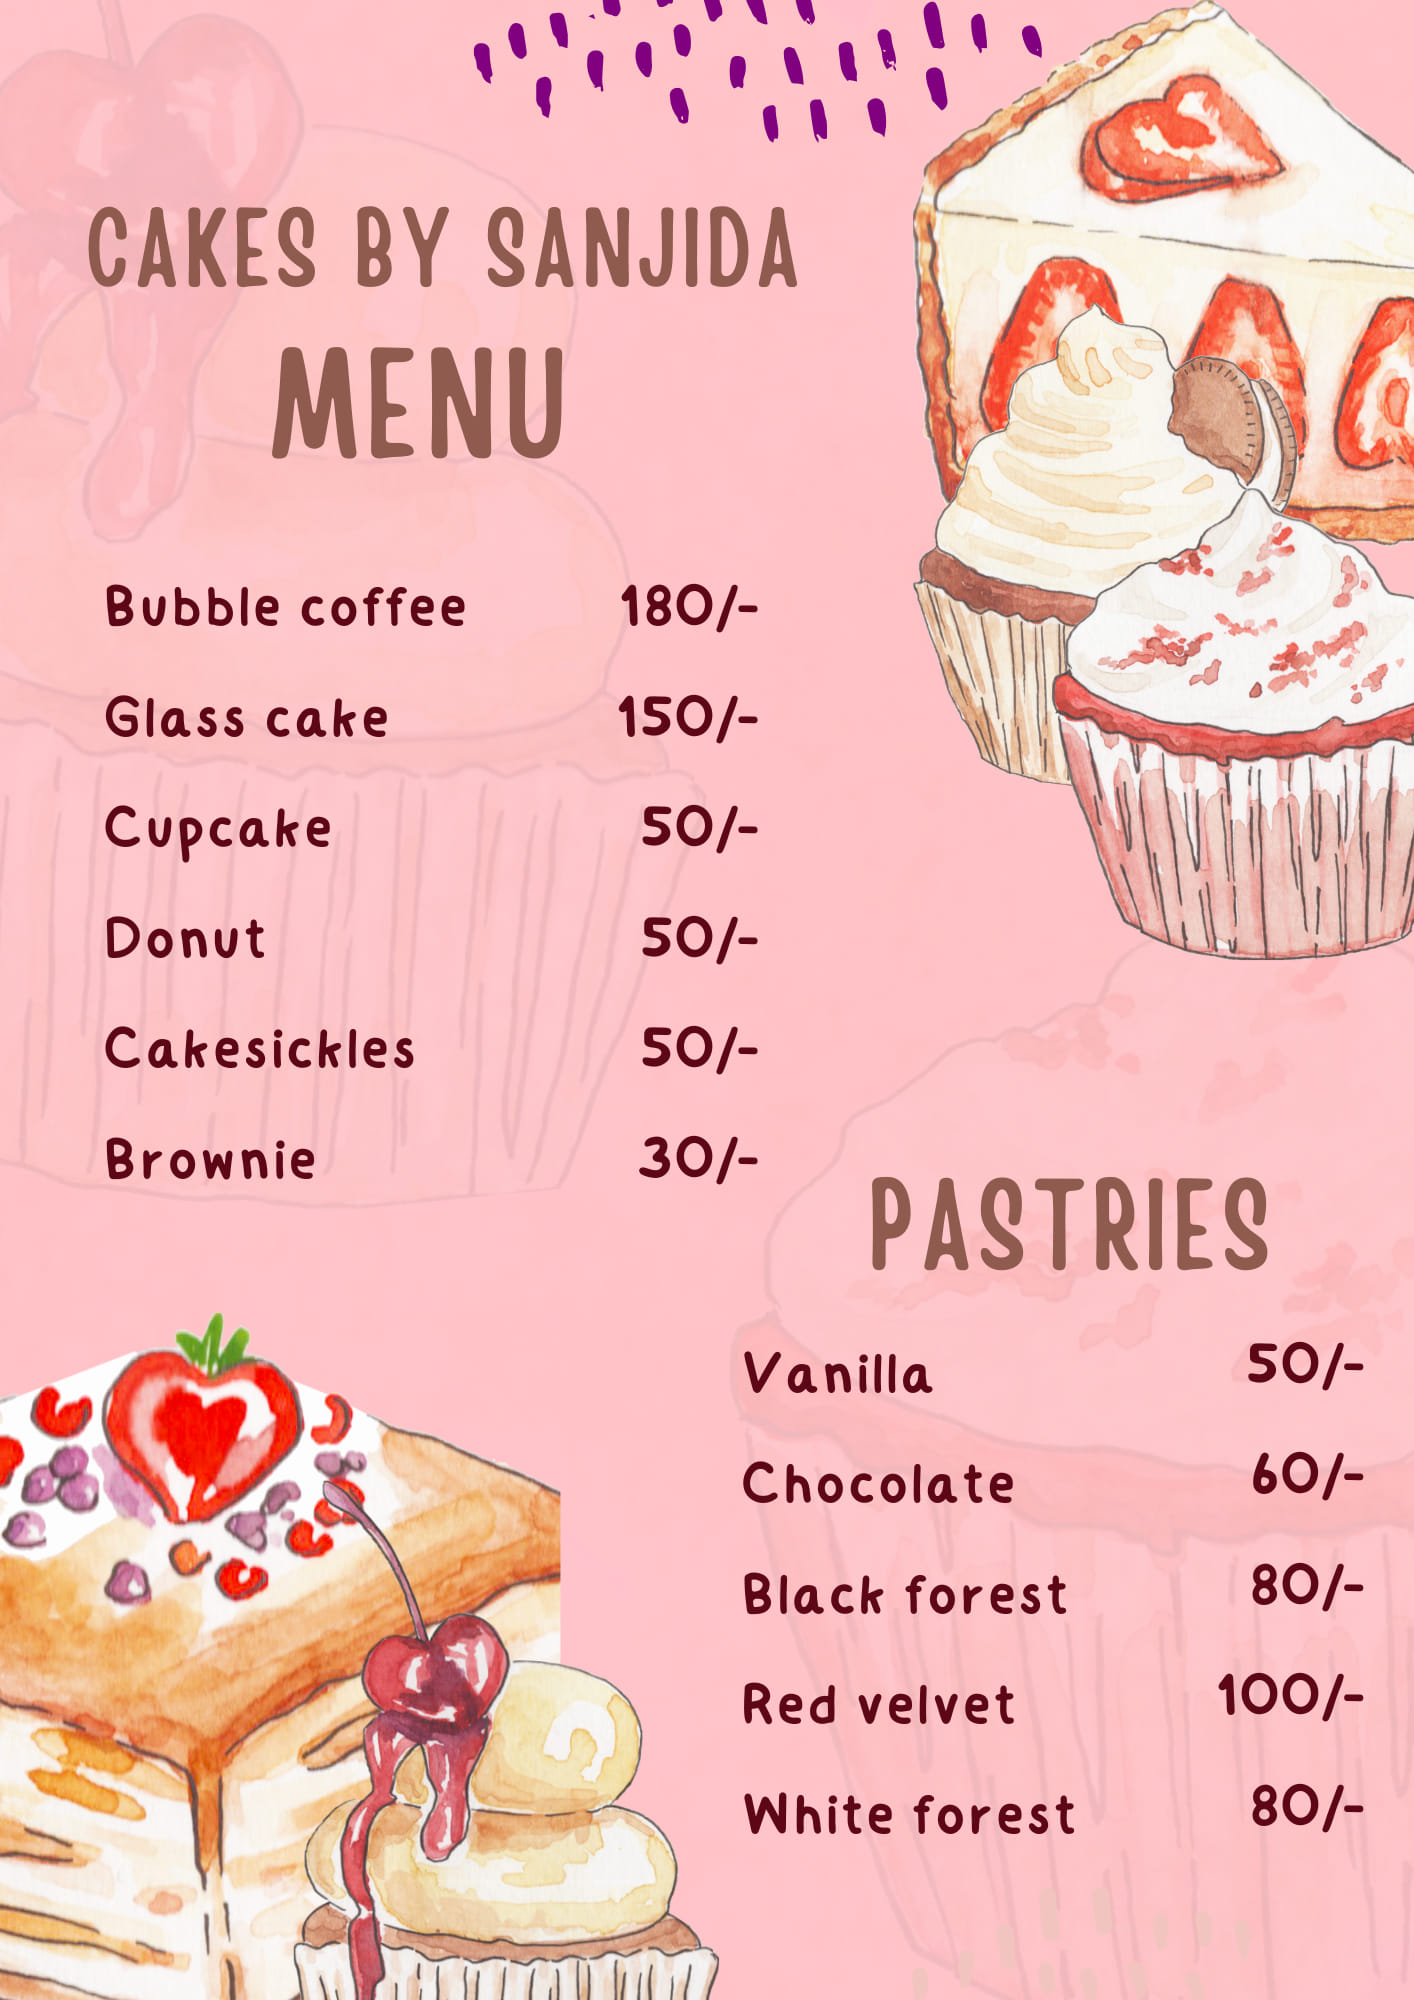 CAKES BY SANJIDA
MENU
Bubble coffee 180/-
Glass cake 150/-
Cupcake 50/-
Donut 50/-
Cakesickles 50/-
Brownie 30/-
PASTRIES
Vanilla 50/-
Chocolate 60/-
Black forest 80/-
Red velvet 100/-
White forest 80/-